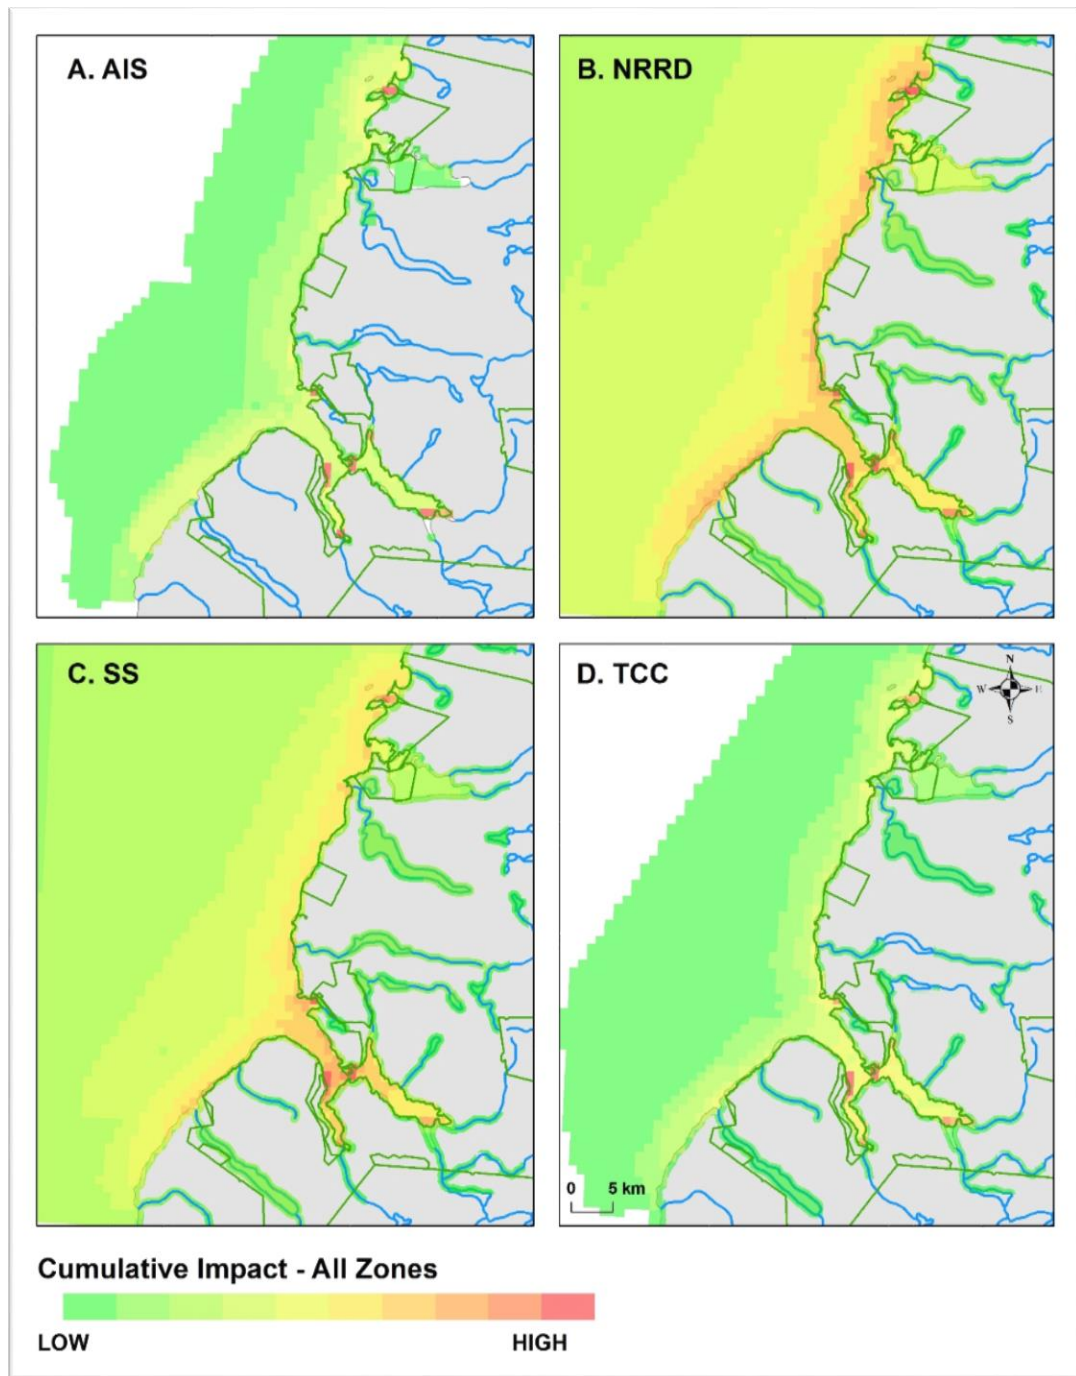 A. AIS
B. NRRD
C. SS
D. TCC
N
W
S
0 5 km
Cumulative Impact - All Zones
LOW HIGH